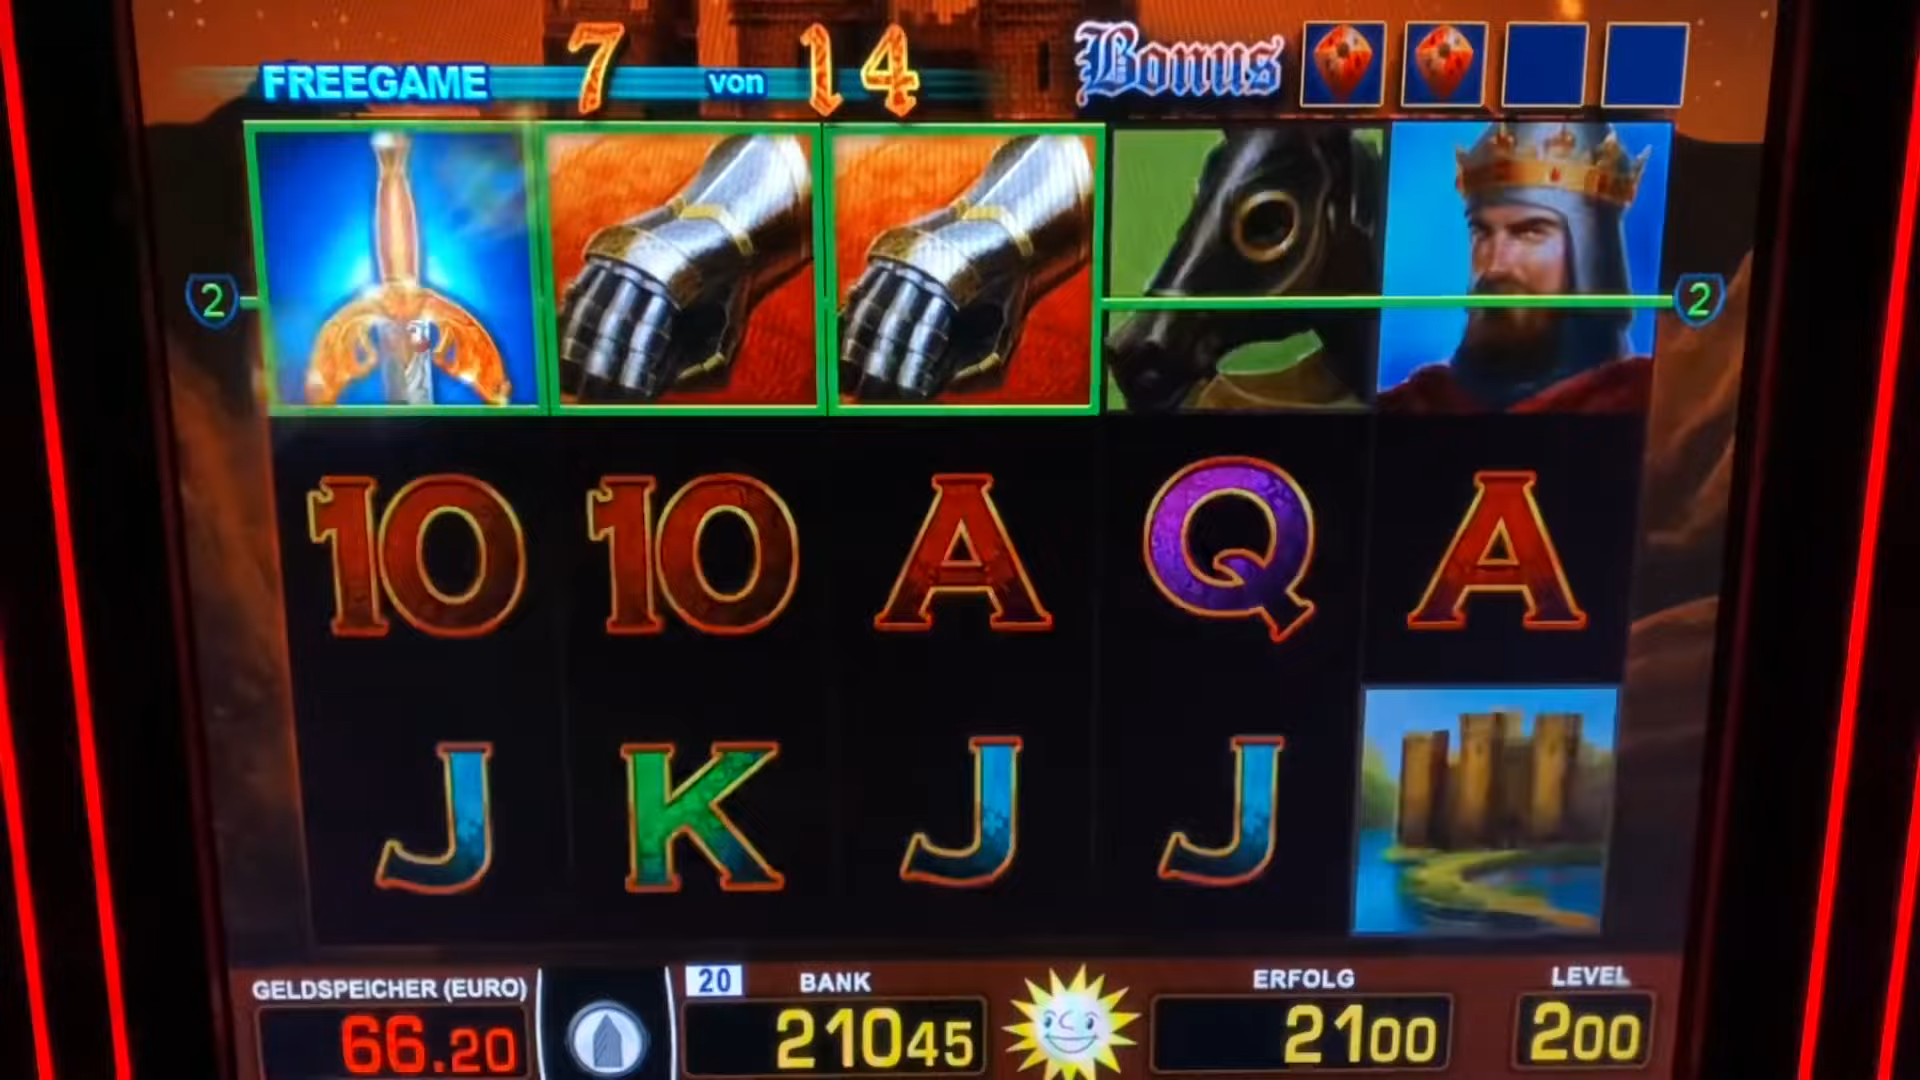 FREEGAME 7 von 14 Bonus
2 2
10 10 A Q A
J K J J
GELDSPEICHER (EURO) 20 BANK ERFOLG LEVEL
66.20 21045 2100 200